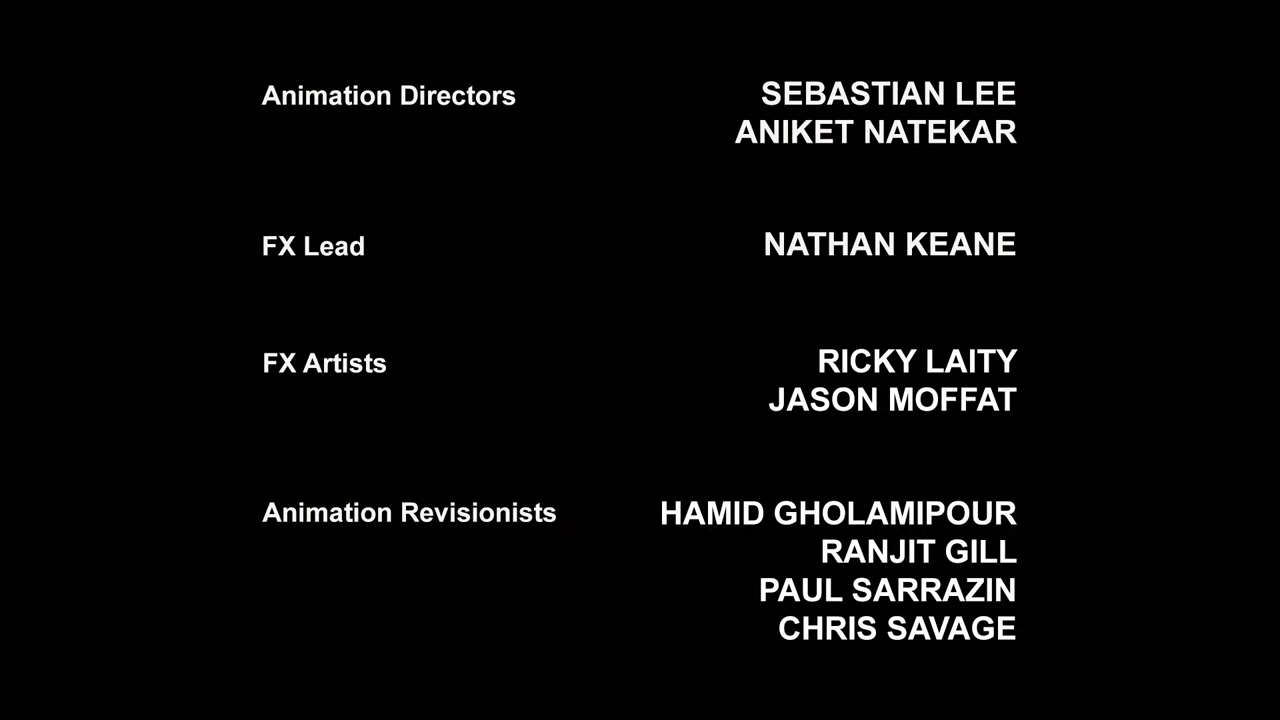 Animation Directors SEBASTIAN LEE
ANIKET NATEKAR
FX Lead NATHAN KEANE
FX Artists RICKY LAITY
JASON MOFFAT
Animation Revisionists HAMID GHOLAMIPOUR
RANJIT GILL
PAUL SARRAZIN
CHRIS SAVAGE